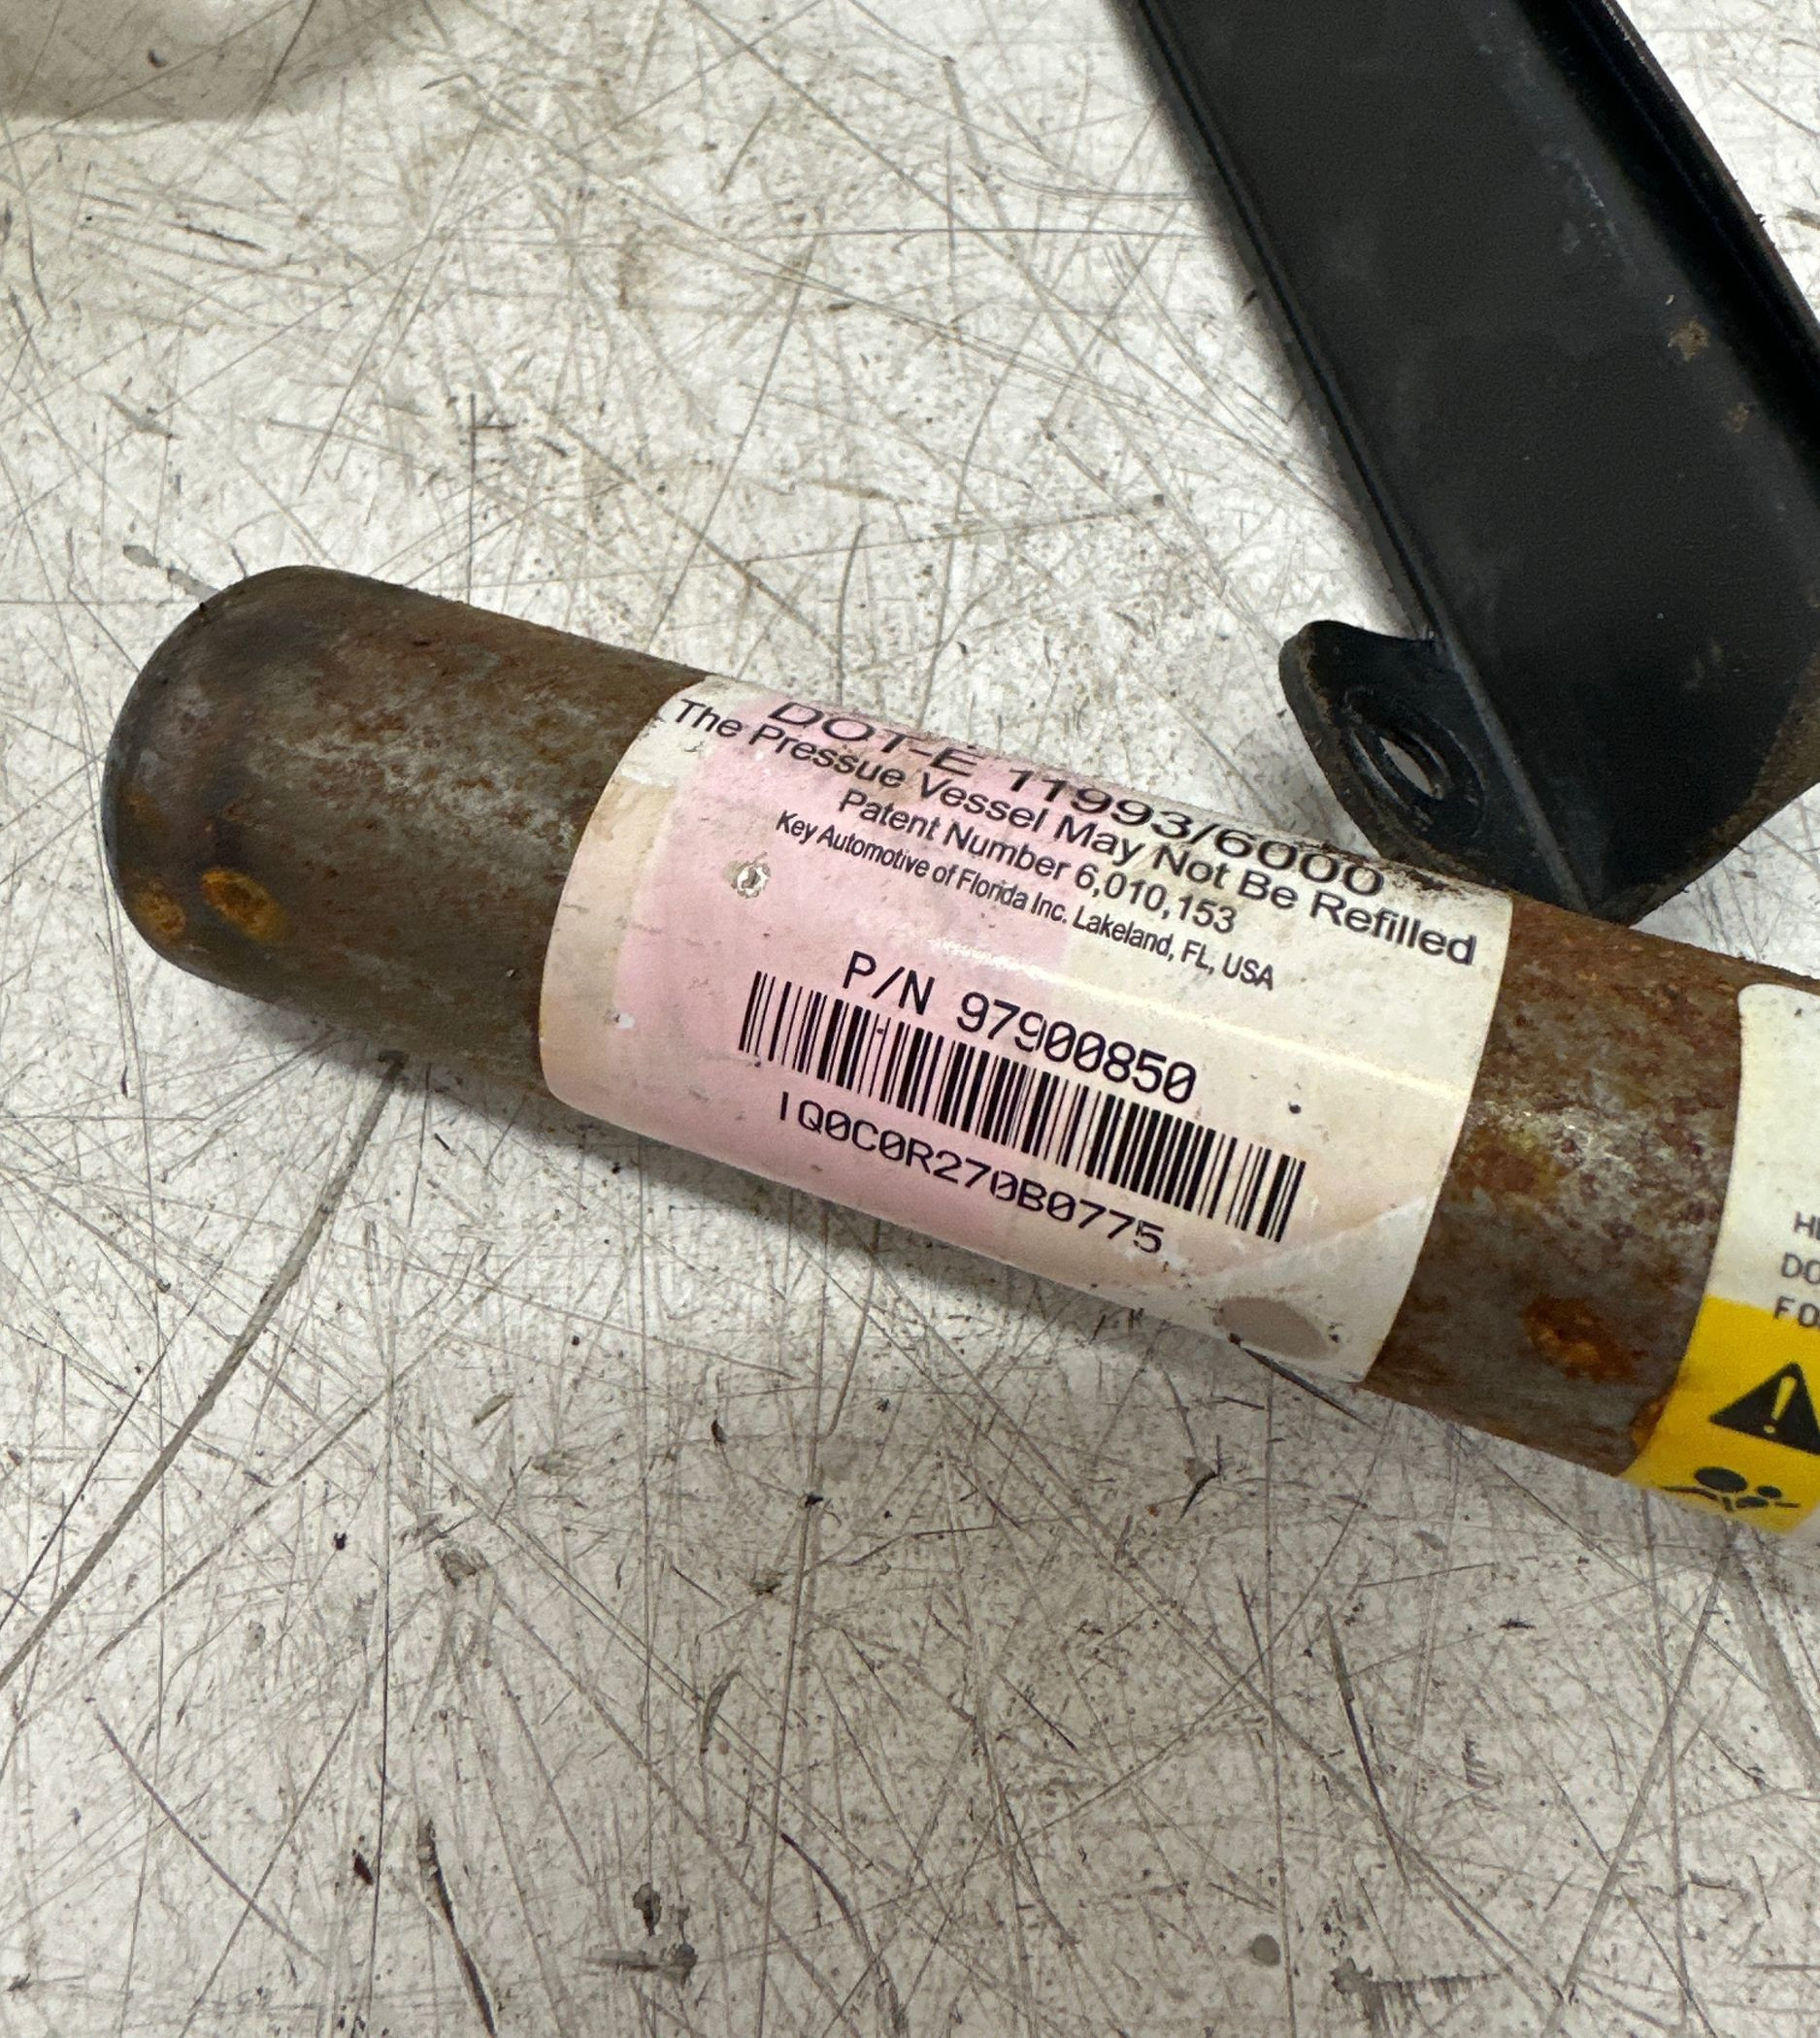 DOT-E 11993/6000
The Pressue Vessel May Not Be Refilled
Patent Number 6,010,153
Key Automotive of Florida Inc. Lakeland, FL, USA
P/N 97900850
IQ0C0R270B0775